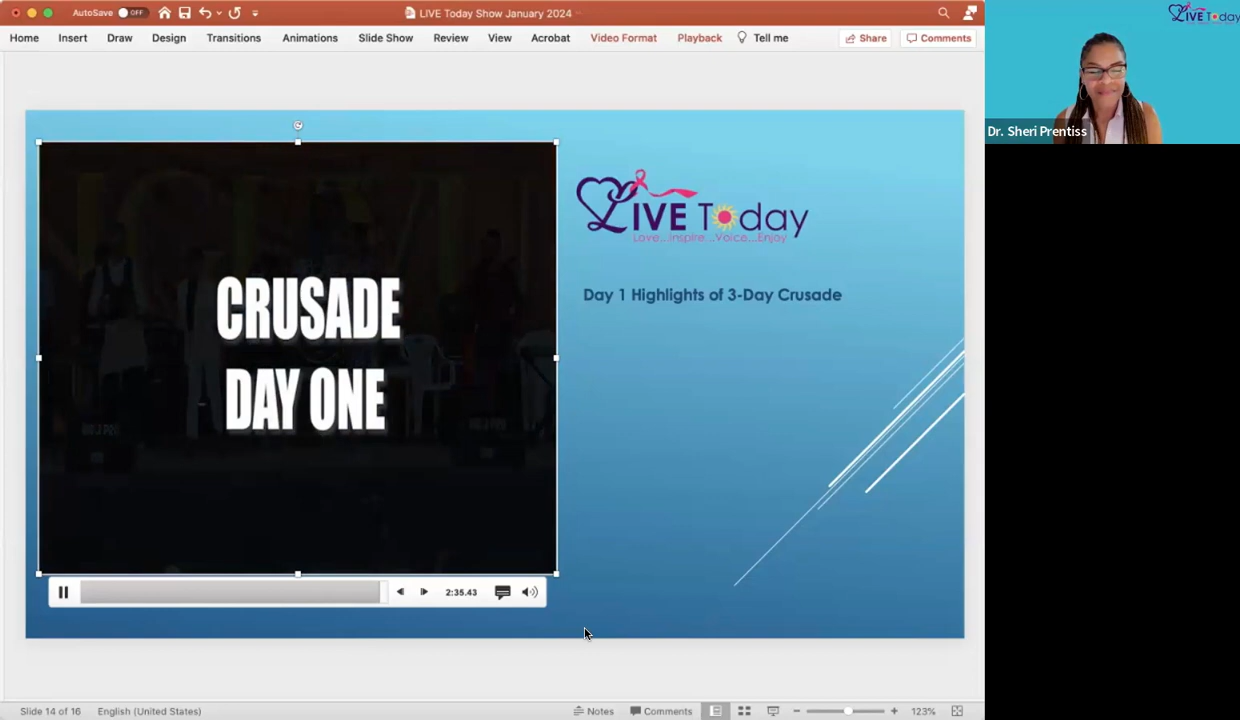 AutoSave OFF
LIVE Today Show January 2024
Home Insert Draw Design Transitions Animations Slide Show Review View Acrobat Video Format Playback Tell me Share Comments
LIVE Today
Dr. Sheri Prentiss
CRUSADE
DAY ONE
LIVE Today
Love...Inspire...Voice...Enjoy
Day 1 Highlights of 3-Day Crusade
2:35.43
Slide 14 of 16 English (United States) Notes Comments 123%